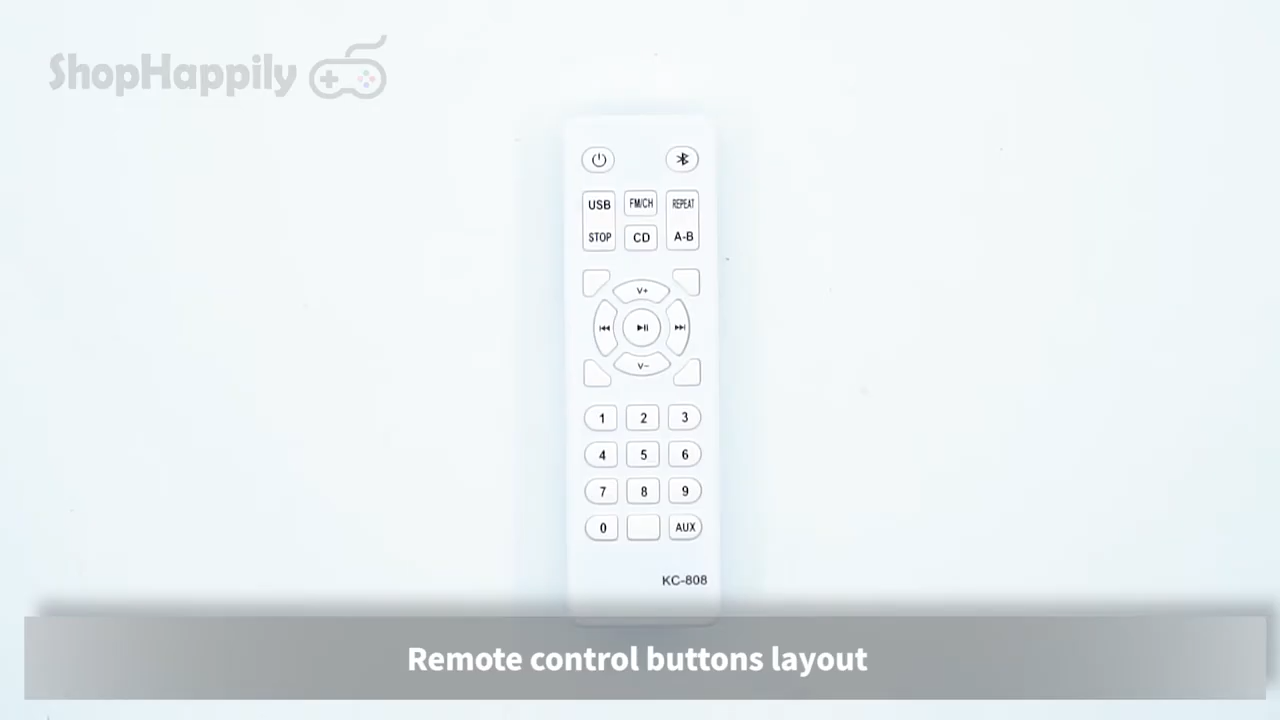 ShopHappily
USB FM/CH REPEAT
STOP CD A-B
V+
V-
1 2 3
4 5 6
7 8 9
0 AUX
KC-808
Remote control buttons layout